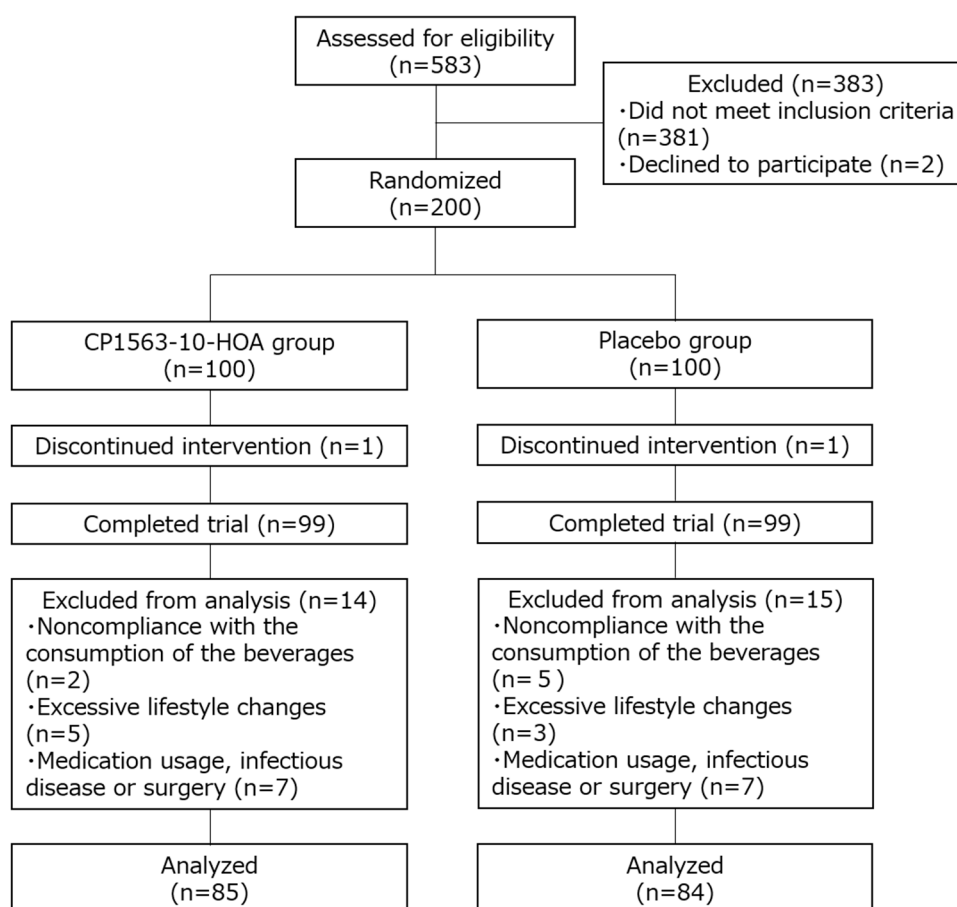 Assessed for eligibility
(n=583)
Excluded (n=383)
・Did not meet inclusion criteria
(n=381)
・Declined to participate (n=2)
Randomized
(n=200)
CP1563-10-HOA group
(n=100)
Placebo group
(n=100)
Discontinued intervention (n=1)
Discontinued intervention (n=1)
Completed trial (n=99)
Completed trial (n=99)
Excluded from analysis (n=14)
・Noncompliance with the
consumption of the beverages
(n=2)
・Excessive lifestyle changes
(n=5)
・Medication usage, infectious
disease or surgery (n=7)
Excluded from analysis (n=15)
・Noncompliance with the
consumption of the beverages
(n= 5 )
・Excessive lifestyle changes
(n=3)
・Medication usage, infectious
disease or surgery (n=7)
Analyzed
(n=85)
Analyzed
(n=84)